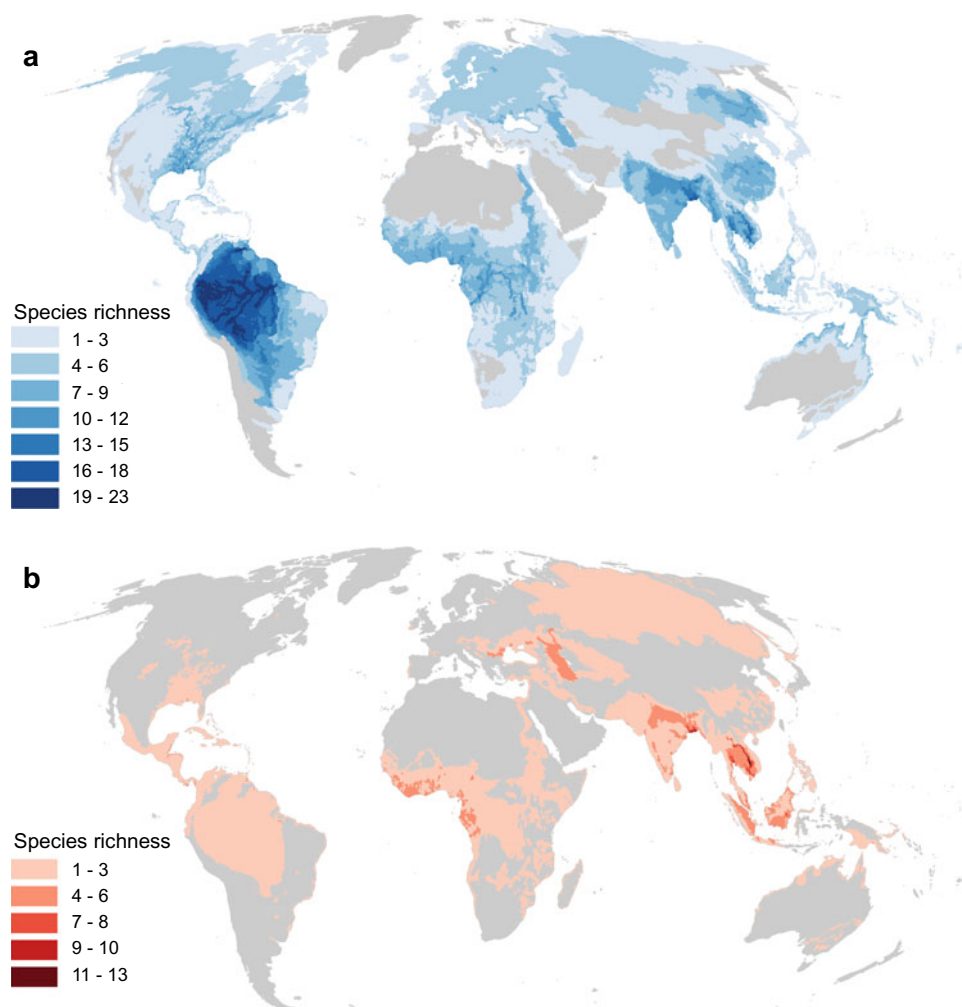 a
Species richness
1 - 3
4 - 6
7 - 9
10 - 12
13 - 15
16 - 18
19 - 23
b
Species richness
1 - 3
4 - 6
7 - 8
9 - 10
11 - 13